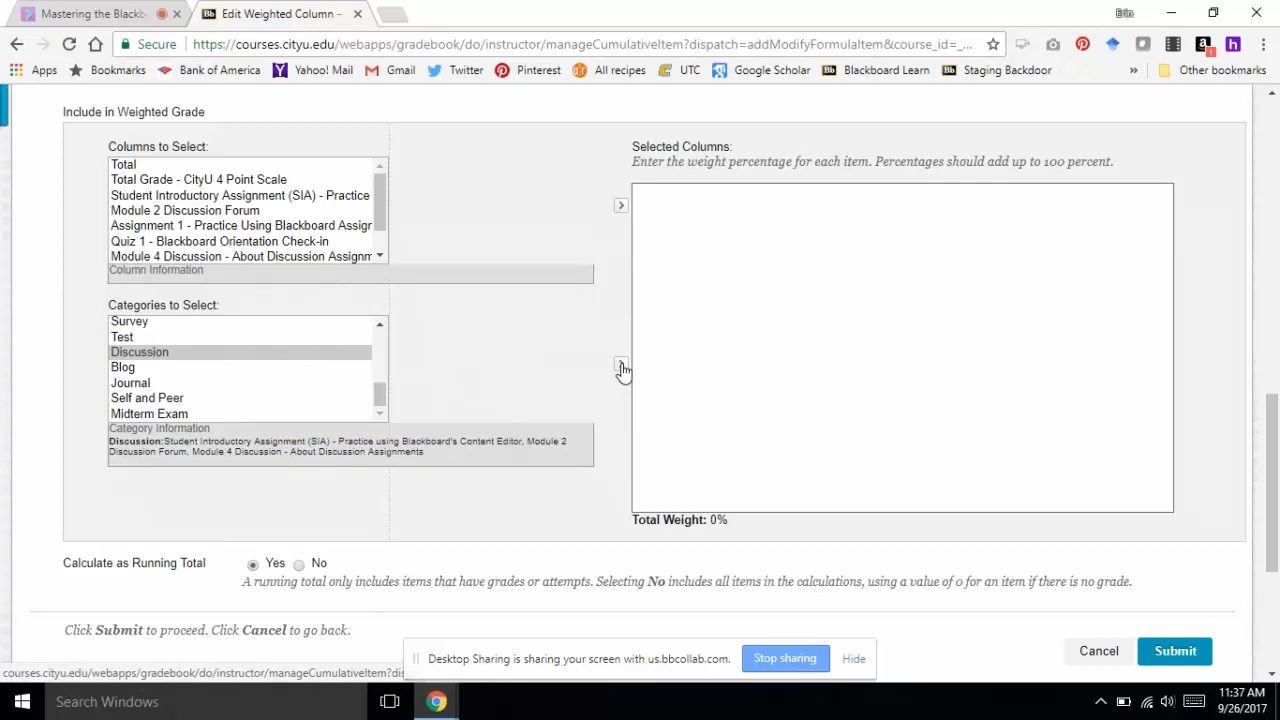 Mastering the Blackb
Edit Weighted Column –
Erin
Secure
https://courses.cityu.edu/webapps/gradebook/do/instructor/manageCumulativeItem?dispatch=addModifyFormulaItem&course_id=_...
Apps
Bookmarks
Bank of America
Yahoo! Mail
Gmail
Twitter
Pinterest
All recipes
UTC
Google Scholar
Blackboard Learn
Staging Backdoor
»
Other bookmarks
Include in Weighted Grade
Columns to Select:
Total
Total Grade - CityU 4 Point Scale
Student Introductory Assignment (SIA) - Practice
Module 2 Discussion Forum
Assignment 1 - Practice Using Blackboard Assigr
Quiz 1 - Blackboard Orientation Check-in
Module 4 Discussion - About Discussion Assignm
Column Information
Selected Columns:
Enter the weight percentage for each item. Percentages should add up to 100 percent.
Categories to Select:
Survey
Test
Discussion
Blog
Journal
Self and Peer
Midterm Exam
Category Information
Discussion:Student Introductory Assignment (SIA) - Practice using Blackboard's Content Editor, Module 2
Discussion Forum, Module 4 Discussion - About Discussion Assignments
Total Weight: 0%
Calculate as Running Total
Yes
No
A running total only includes items that have grades or attempts. Selecting No includes all items in the calculations, using a value of 0 for an item if there is no grade.
Click Submit to proceed. Click Cancel to go back.
Cancel
Submit
Desktop Sharing is sharing your screen with us.bbcollab.com.
Stop sharing
Hide
courses.cityu.edu/webapps/gradebook/do/instructor/manageCumulativeItem?dis
Search Windows
11:37 AM
9/26/2017